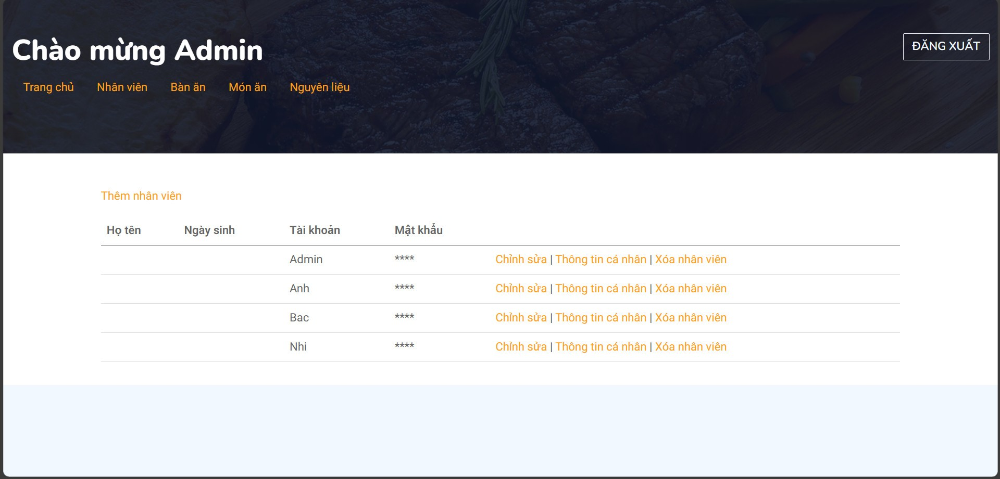 Chào mừng Admin
ĐĂNG XUẤT
Trang chủ Nhân viên Bàn ăn Món ăn Nguyên liệu
Thêm nhân viên
Họ tên Ngày sinh Tài khoản Mật khẩu
Admin **** Chỉnh sửa | Thông tin cá nhân | Xóa nhân viên
Anh **** Chỉnh sửa | Thông tin cá nhân | Xóa nhân viên
Bac **** Chỉnh sửa | Thông tin cá nhân | Xóa nhân viên
Nhi **** Chỉnh sửa | Thông tin cá nhân | Xóa nhân viên